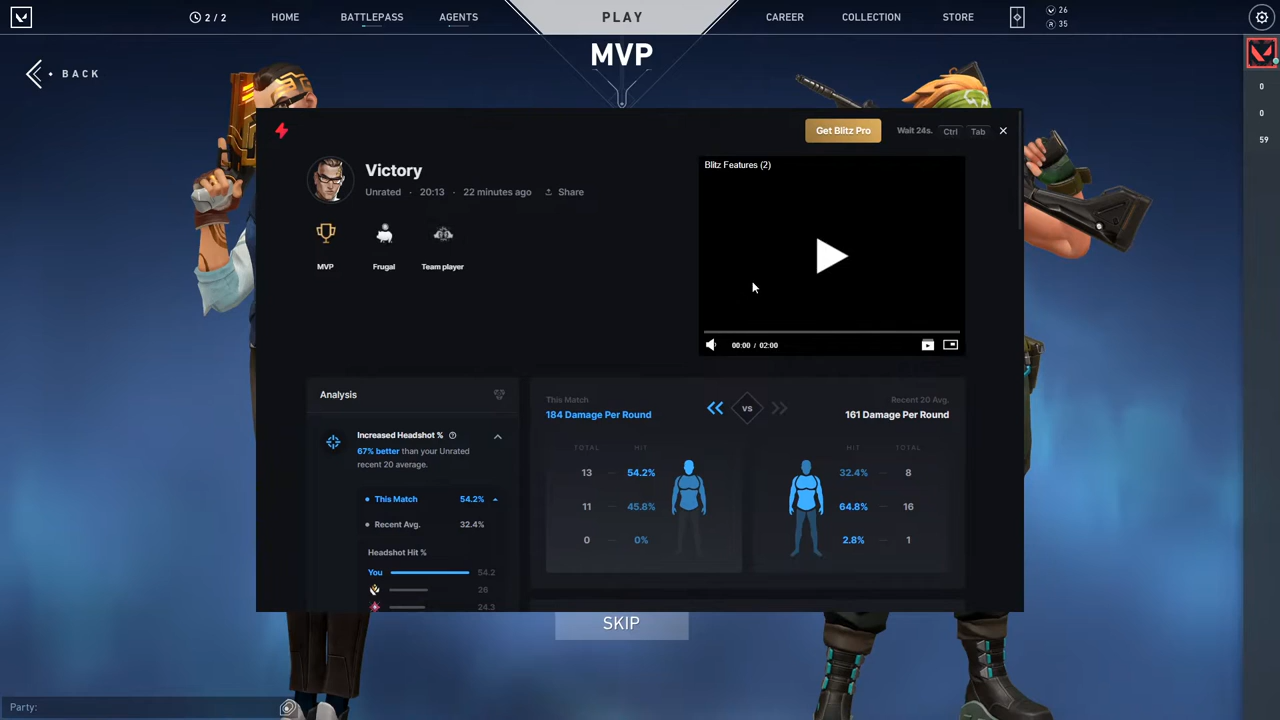 2 / 2
HOME
BATTLEPASS
AGENTS
PLAY
CAREER
COLLECTION
STORE
26
35
BACK
MVP
0
0
59
Get Blitz Pro
Wait 24s.
Ctrl
Tab
Victory
Unrated · 20:13 · 22 minutes ago
Share
MVP
Frugal
Team player
Blitz Features (2)
00:00 / 02:00
Analysis
Increased Headshot %
67% better than your Unrated
recent 20 average.
This Match 54.2%
Recent Avg. 32.4%
Headshot Hit %
You 54.2
26
24.3
This Match
184 Damage Per Round
vs
Recent 20 Avg.
161 Damage Per Round
TOTAL HIT
13 54.2%
11 45.8%
0 0%
HIT TOTAL
32.4% 8
64.8% 16
2.8% 1
SKIP
Party: